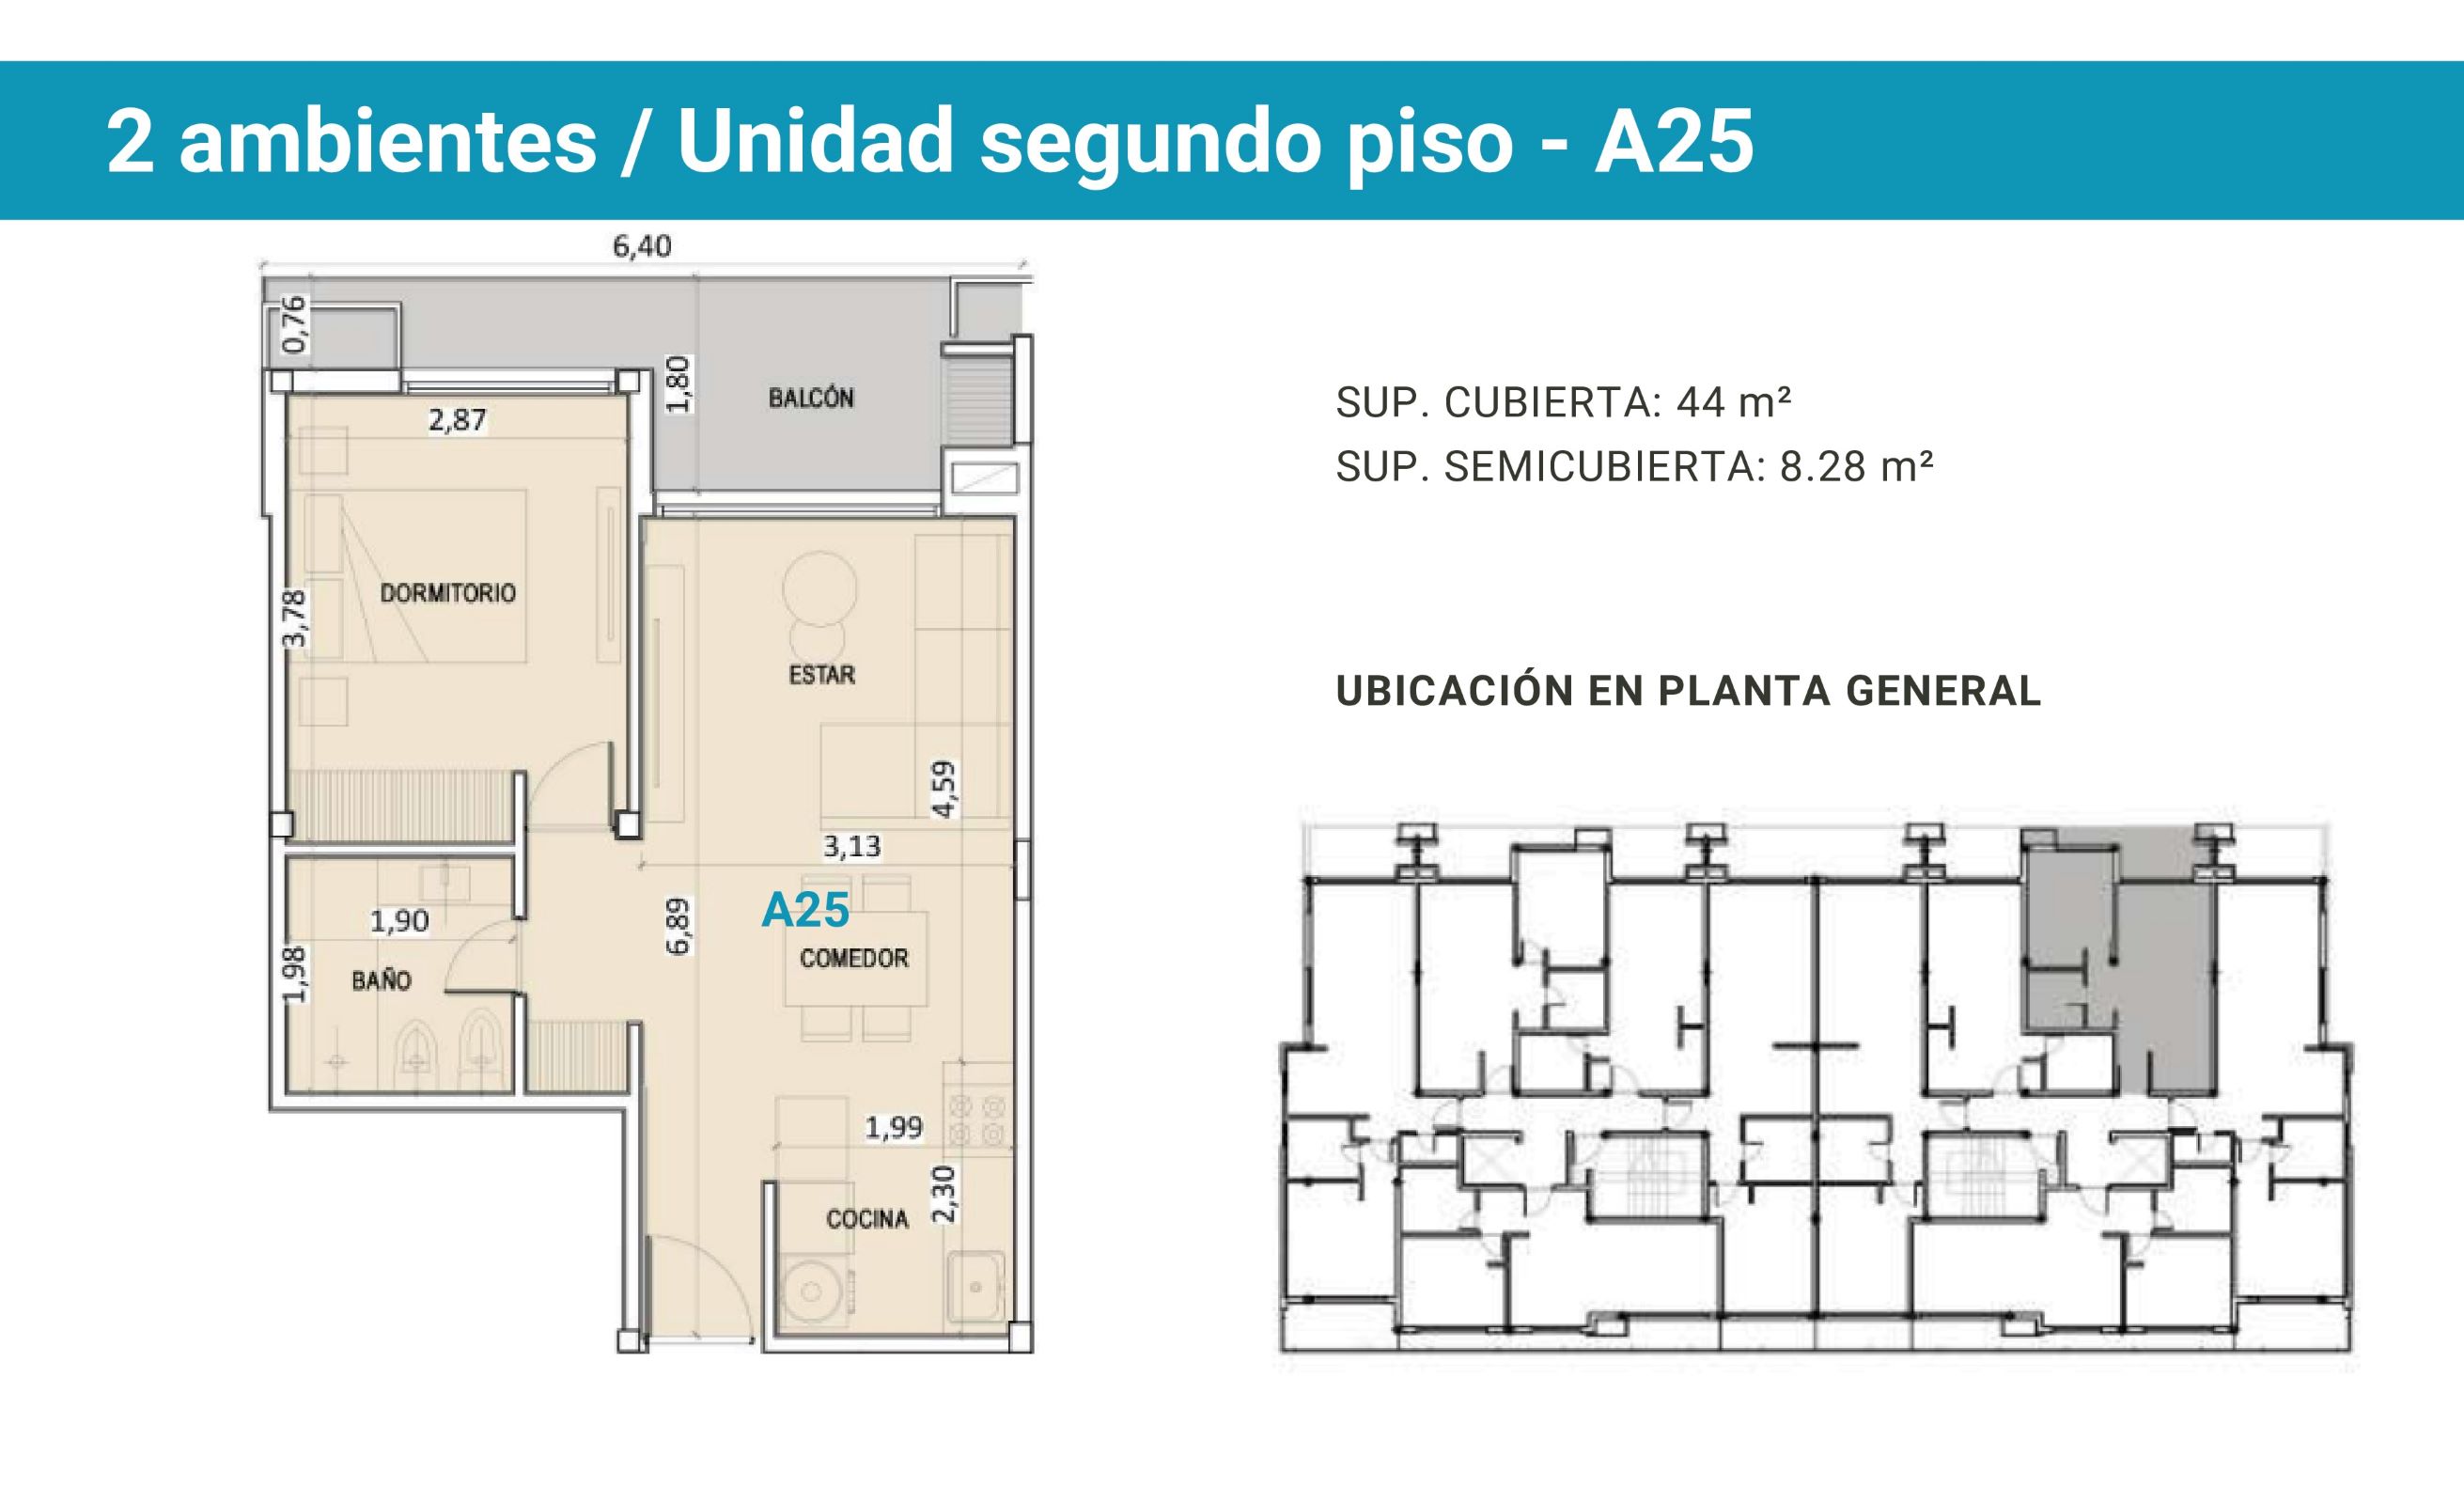 2 ambientes / Unidad segundo piso - A25
6,40
0,76
1,80
BALCÓN
2,87
DORMITORIO
3,78
ESTAR
4,59
3,13
A25
6,89
COMEDOR
1,90
1,98
BAÑO
1,99
2,30
COCINA
SUP. CUBIERTA: 44 m²
SUP. SEMICUBIERTA: 8.28 m²
UBICACIÓN EN PLANTA GENERAL